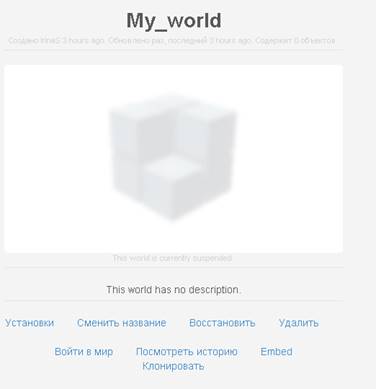 My_world
Создано IrinaS 3 hours ago. Обновлено раз, последний 3 hours ago. Содержит 0 объектов
This world is currently suspended.
This world has no description.
Установки Сменить название Восстановить Удалить
Войти в мир Посмотреть историю Embed
Клонировать